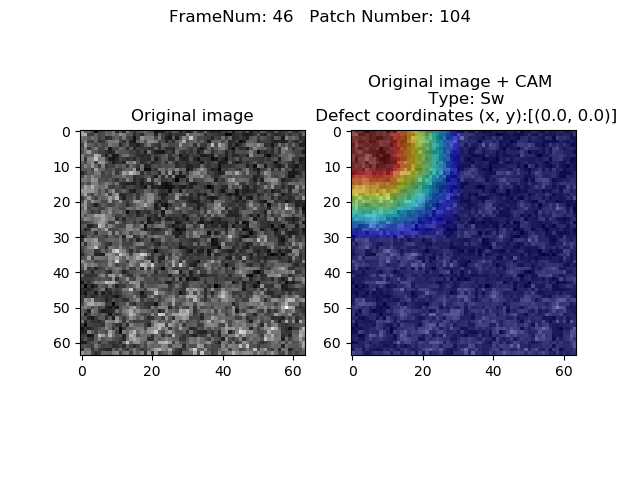 FrameNum: 46   Patch Number: 104
Original image
0
10
20
30
40
50
60
0 20 40 60
Original image + CAM
Type: Sw
Defect coordinates (x, y):[(0.0, 0.0)]
0
10
20
30
40
50
60
0 20 40 60